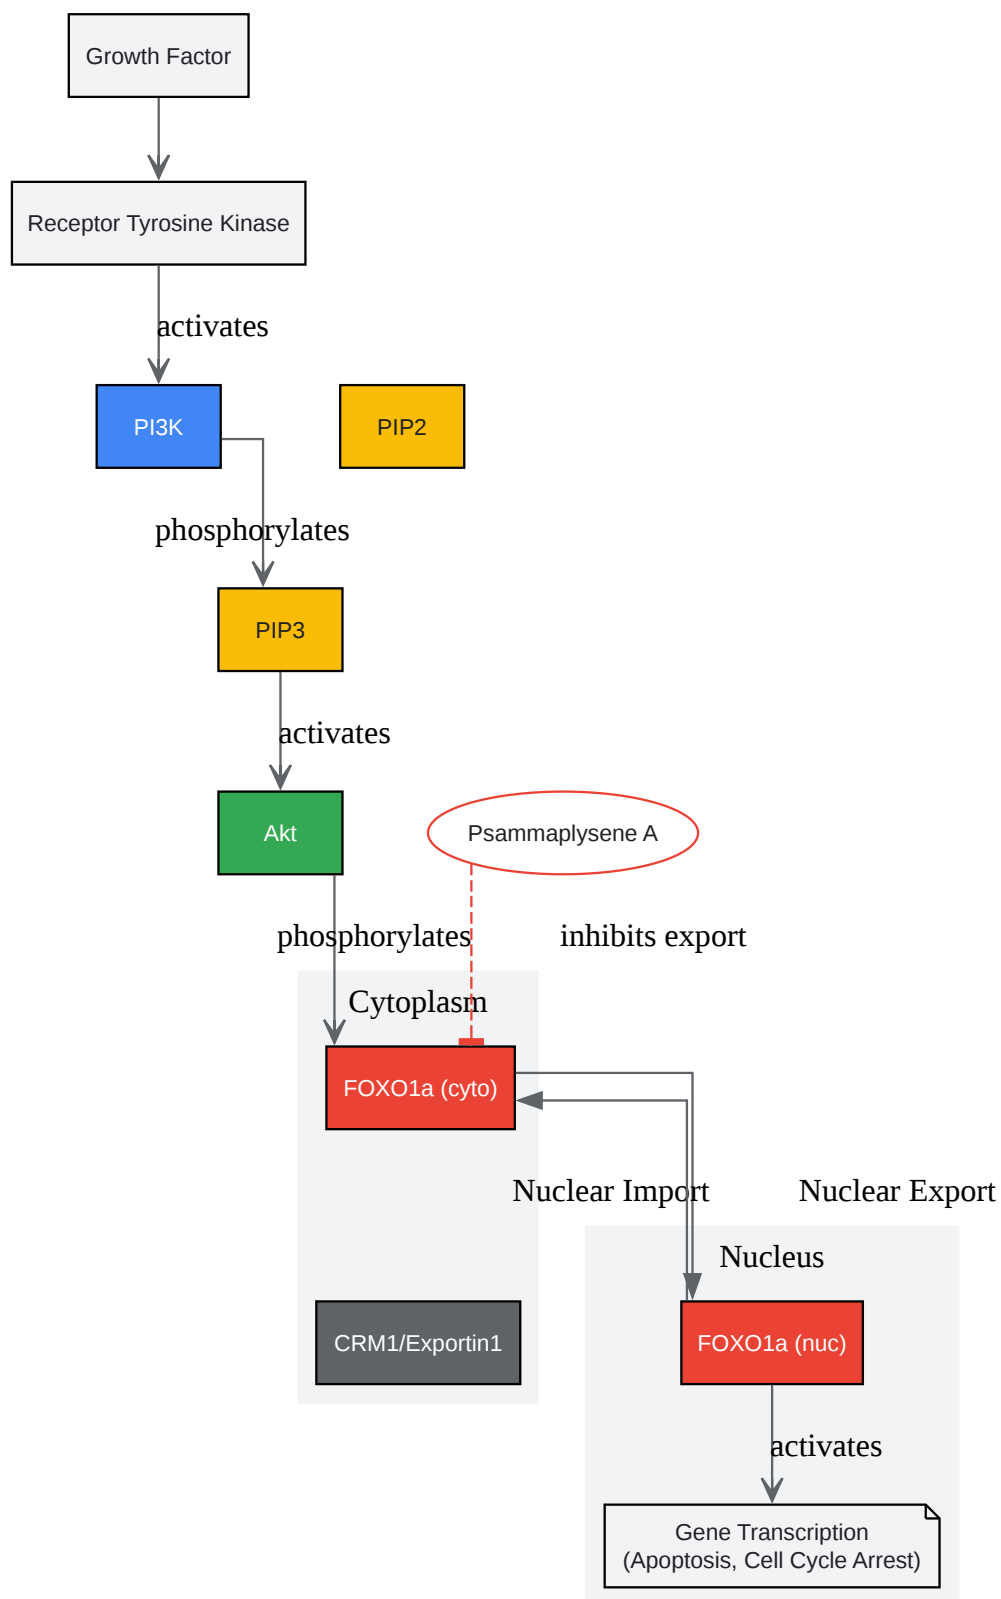 Growth Factor
Receptor Tyrosine Kinase
activates
PI3K
PIP2
phosphorylates
PIP3
activates
Akt
Psammaplysene A
phosphorylates
inhibits export
Cytoplasm
FOXO1a (cyto)
Nuclear Import
Nuclear Export
Nucleus
CRM1/Exportin1
FOXO1a (nuc)
activates
Gene Transcription
(Apoptosis, Cell Cycle Arrest)